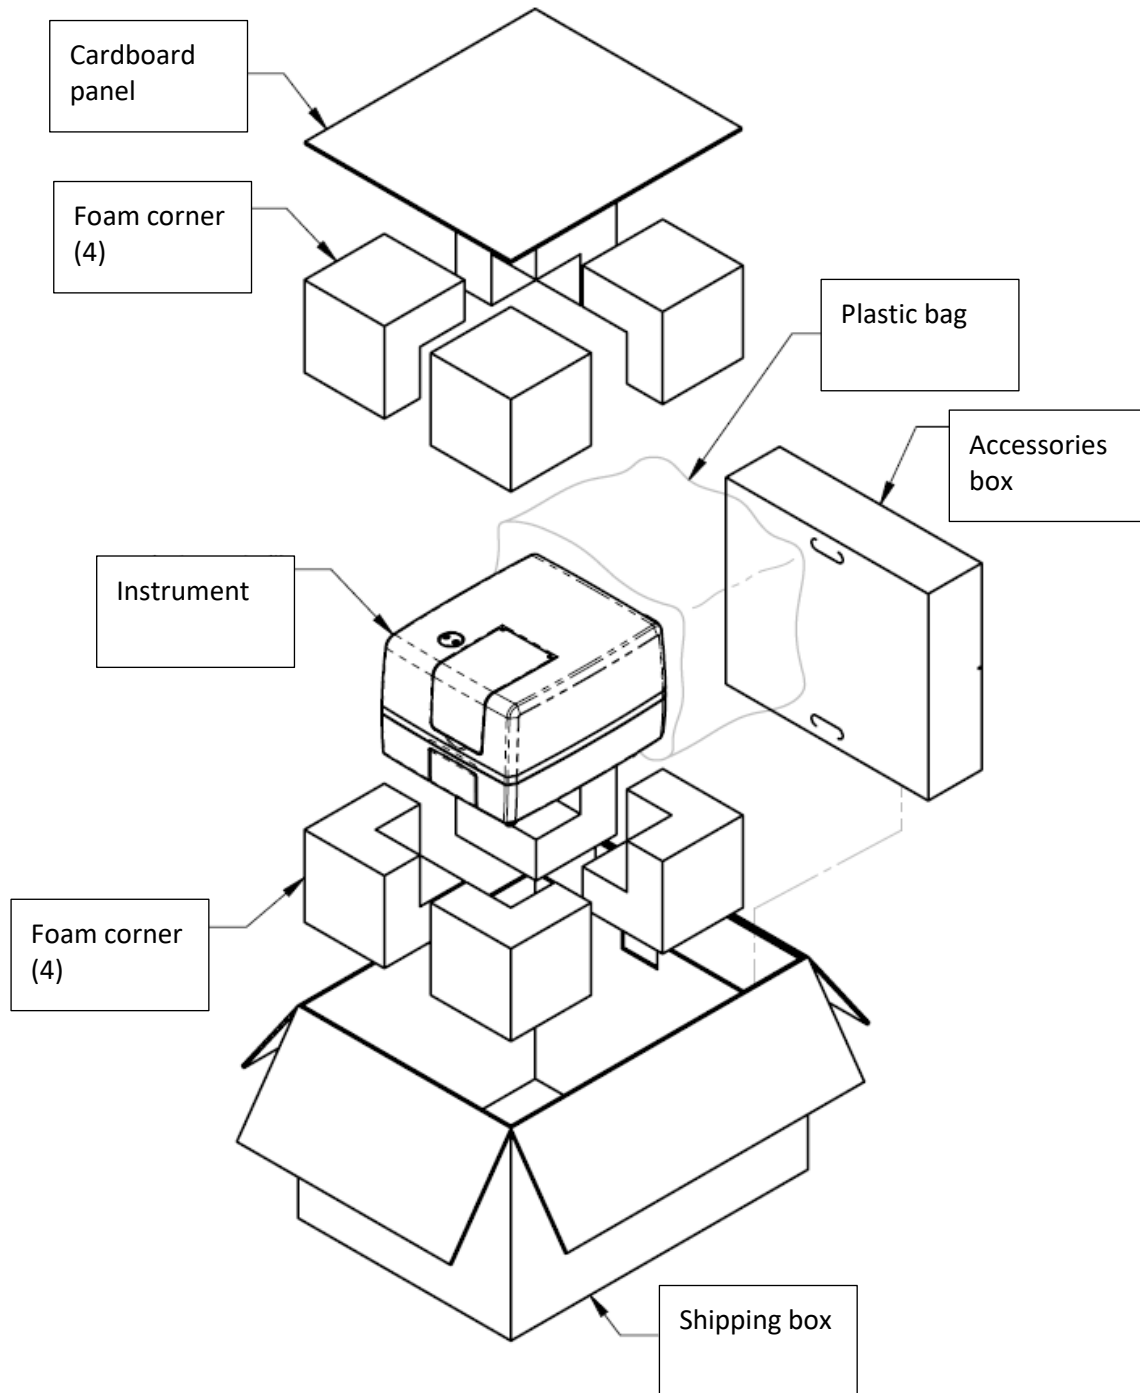 Cardboard
panel
Foam corner
(4)
Plastic bag
Accessories
box
Instrument
Foam corner
(4)
Shipping box